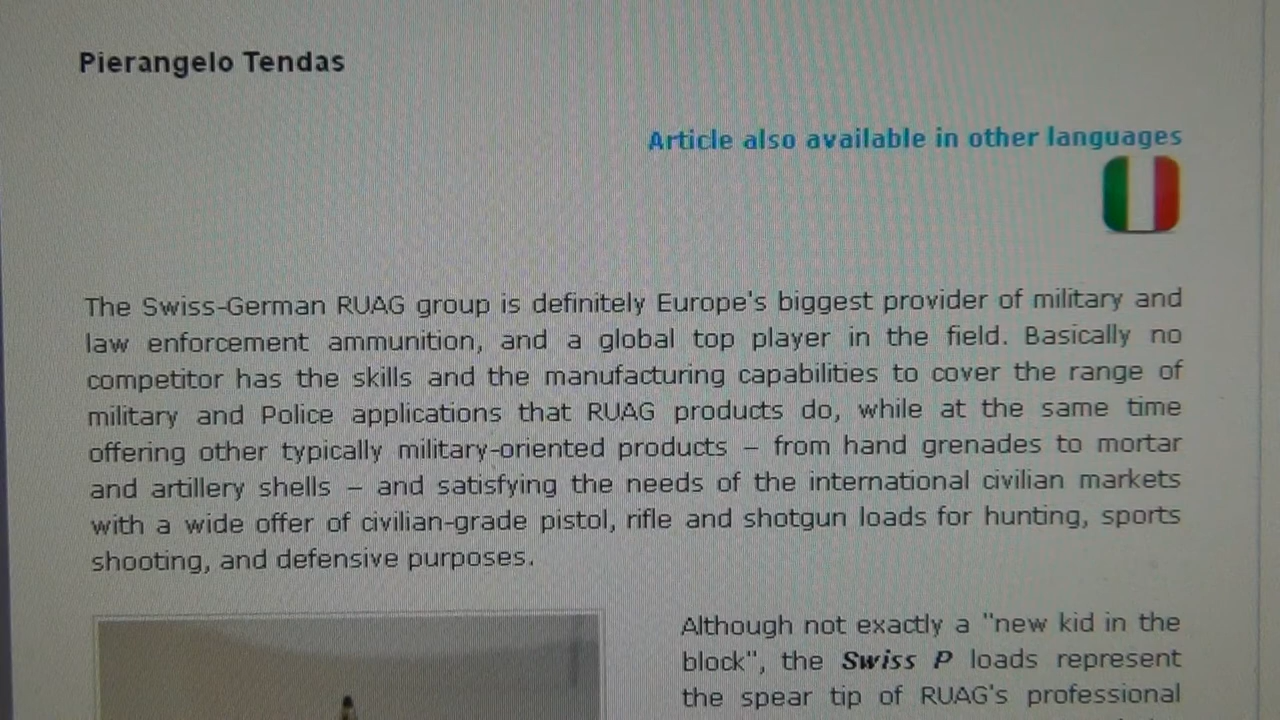 Pierangelo Tendas
Article also available in other languages
The Swiss-German RUAG group is definitely Europe's biggest provider of military and
law enforcement ammunition, and a global top player in the field. Basically no
competitor has the skills and the manufacturing capabilities to cover the range of
military and Police applications that RUAG products do, while at the same time
offering other typically military-oriented products – from hand grenades to mortar
and artillery shells – and satisfying the needs of the international civilian markets
with a wide offer of civilian-grade pistol, rifle and shotgun loads for hunting, sports
shooting, and defensive purposes.
Although not exactly a "new kid in the
block", the Swiss P loads represent
the spear tip of RUAG's professional